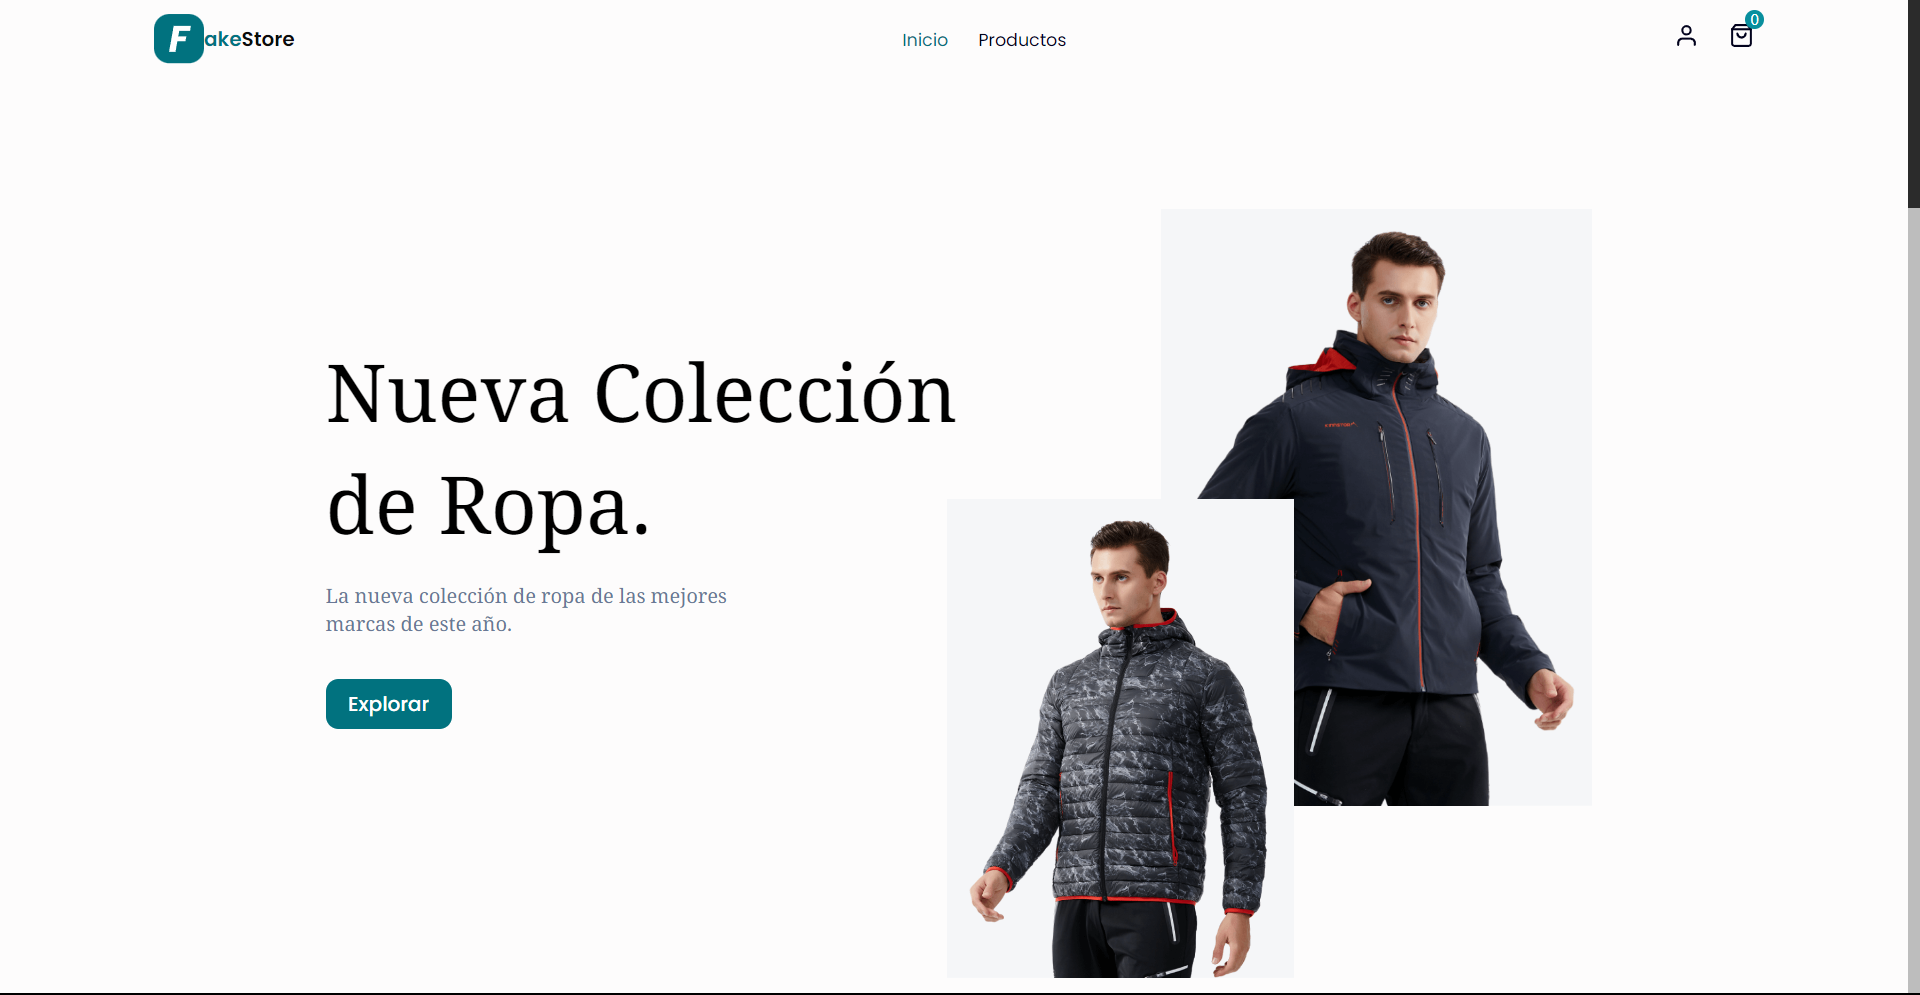 FakeStore
Inicio
Productos
0
Nueva Colección
de Ropa.
La nueva colección de ropa de las mejores
marcas de este año.
Explorar